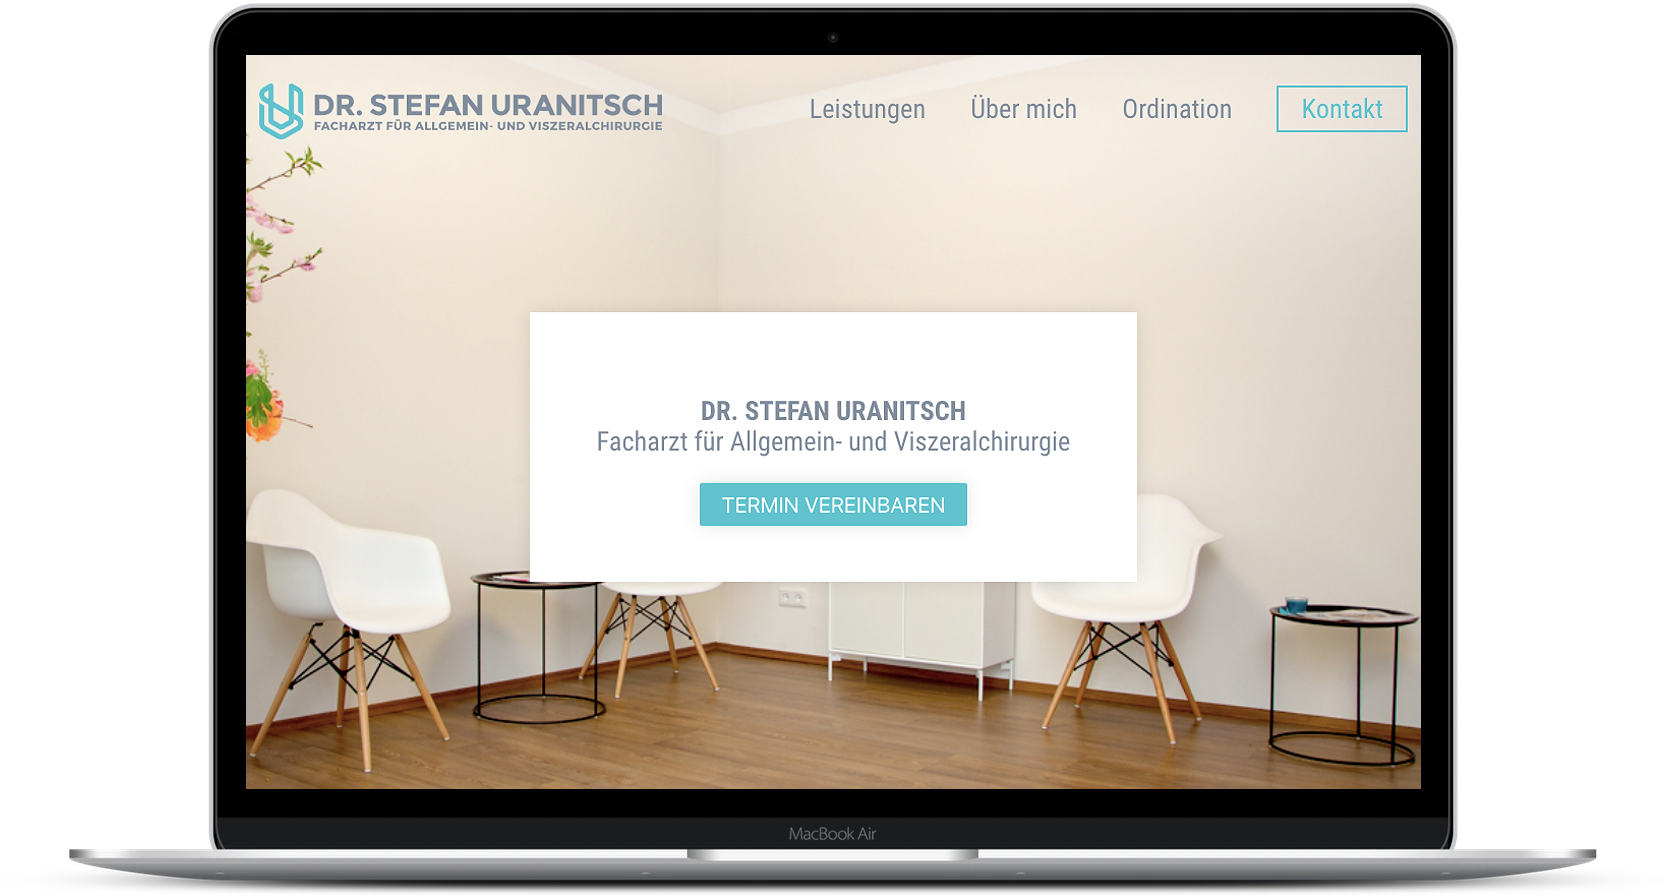 DR. STEFAN URANITSCH
FACHARZT FÜR ALLGEMEIN- UND VISZERALCHIRURGIE
Leistungen
Über mich
Ordination
Kontakt
DR. STEFAN URANITSCH
Facharzt für Allgemein- und Viszeralchirurgie
TERMIN VEREINBAREN
MacBook Air